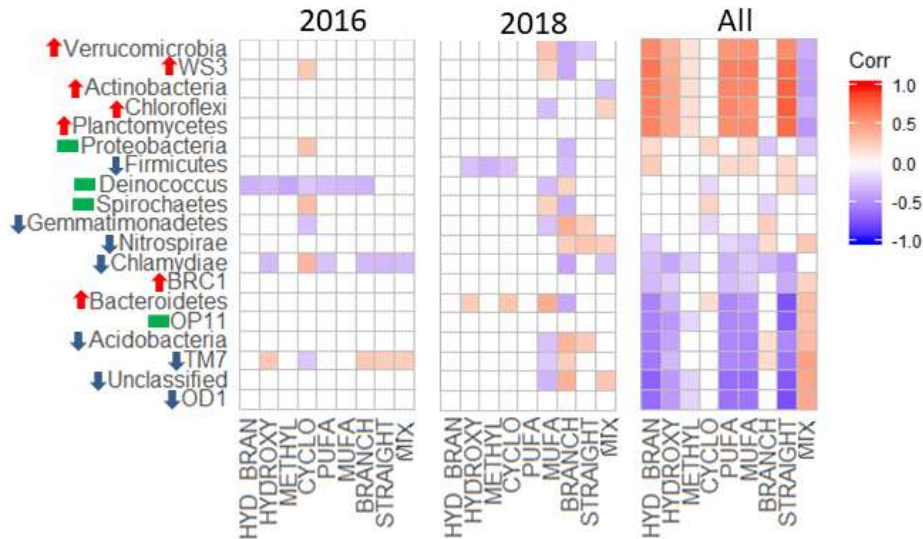 2016 2018 All
Verrucomicrobia
WS3
Actinobacteria
Chloroflexi
Planctomycetes
Proteobacteria
Firmicutes
Deinococcus
Spirochaetes
Gemmatimonadetes
Nitrospirae
Chlamydiae
BRC1
Bacteroidetes
OP11
Acidobacteria
TM7
Unclassified
OD1
Corr
1.0
0.5
0.0
-0.5
-1.0
HYD_BRAN
HYDROXY
METHYL
CYCLO
PUFA
MUFA
BRANCH
STRAIGHT
MIX
HYD_BRAN
HYDROXY
METHYL
CYCLO
PUFA
MUFA
BRANCH
STRAIGHT
MIX
HYD_BRAN
HYDROXY
METHYL
CYCLO
PUFA
MUFA
BRANCH
STRAIGHT
MIX